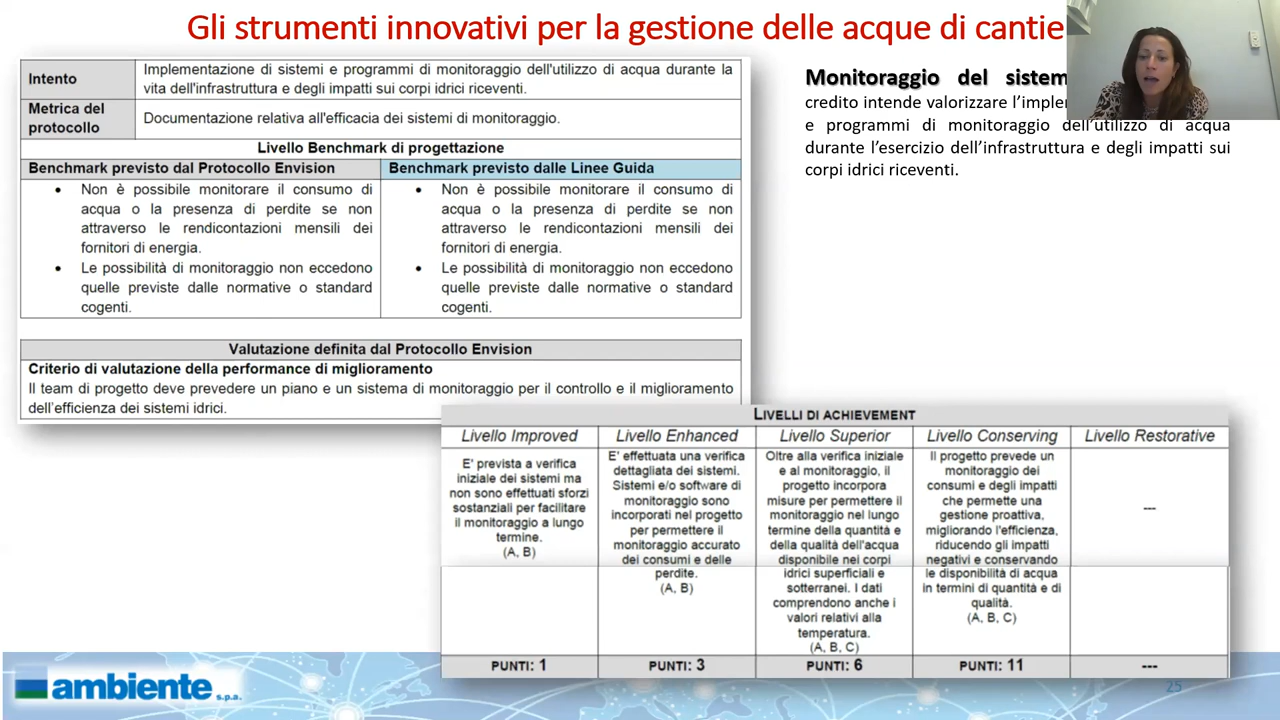 Gli strumenti innovativi per la gestione delle acque di cantie
Intento
Implementazione di sistemi e programmi di monitoraggio dell'utilizzo di acqua durante la
vita dell'infrastruttura e degli impatti sui corpi idrici riceventi.
Metrica del
protocollo
Documentazione relativa all'efficacia dei sistemi di monitoraggio.
Livello Benchmark di progettazione
Benchmark previsto dal Protocollo Envision
• Non è possibile monitorare il consumo di
acqua o la presenza di perdite se non
attraverso le rendicontazioni mensili dei
fornitori di energia.
• Le possibilità di monitoraggio non eccedono
quelle previste dalle normative o standard
cogenti.
Benchmark previsto dalle Linee Guida
• Non è possibile monitorare il consumo di
acqua o la presenza di perdite se non
attraverso le rendicontazioni mensili dei
fornitori di energia.
• Le possibilità di monitoraggio non eccedono
quelle previste dalle normative o standard
cogenti.
Valutazione definita dal Protocollo Envision
Criterio di valutazione della performance di miglioramento
Il team di progetto deve prevedere un piano e un sistema di monitoraggio per il controllo e il miglioramento
dell'efficienza dei sistemi idrici.
Monitoraggio del sistem
credito intende valorizzare l'imple
e programmi di monitoraggio dell'utilizzo di acqua
durante l'esercizio dell'infrastruttura e degli impatti sui
corpi idrici riceventi.
LIVELLI DI ACHIEVEMENT
Livello Improved
E' prevista a verifica
iniziale dei sistemi ma
non sono effettuati sforzi
sostanziali per facilitare
il monitoraggio a lungo
termine.
(A, B)
PUNTI: 1
Livello Enhanced
E' effettuata una verifica
dettagliata dei sistemi.
Sistemi e/o software di
monitoraggio sono
incorporati nel progetto
per permettere il
monitoraggio accurato
dei consumi e delle
perdite.
(A, B)
PUNTI: 3
Livello Superior
Oltre alla verifica iniziale
e al monitoraggio, il
progetto incorpora
misure per permettere il
monitoraggio nel lungo
termine della quantità e
della qualità dell'acqua
disponibile nei corpi
idrici superficiali e
sotterranei. I dati
comprendono anche i
valori relativi alla
temperatura.
(A, B, C)
PUNTI: 6
Livello Conserving
Il progetto prevede un
monitoraggio dei
consumi e degli impatti
che permette una
gestione proattiva,
migliorando l'efficienza,
riducendo gli impatti
negativi e conservando
le disponibilità di acqua
in termini di quantità e di
qualità.
(A, B, C)
PUNTI: 11
Livello Restorative
---
---
ambiente s.p.a.
25